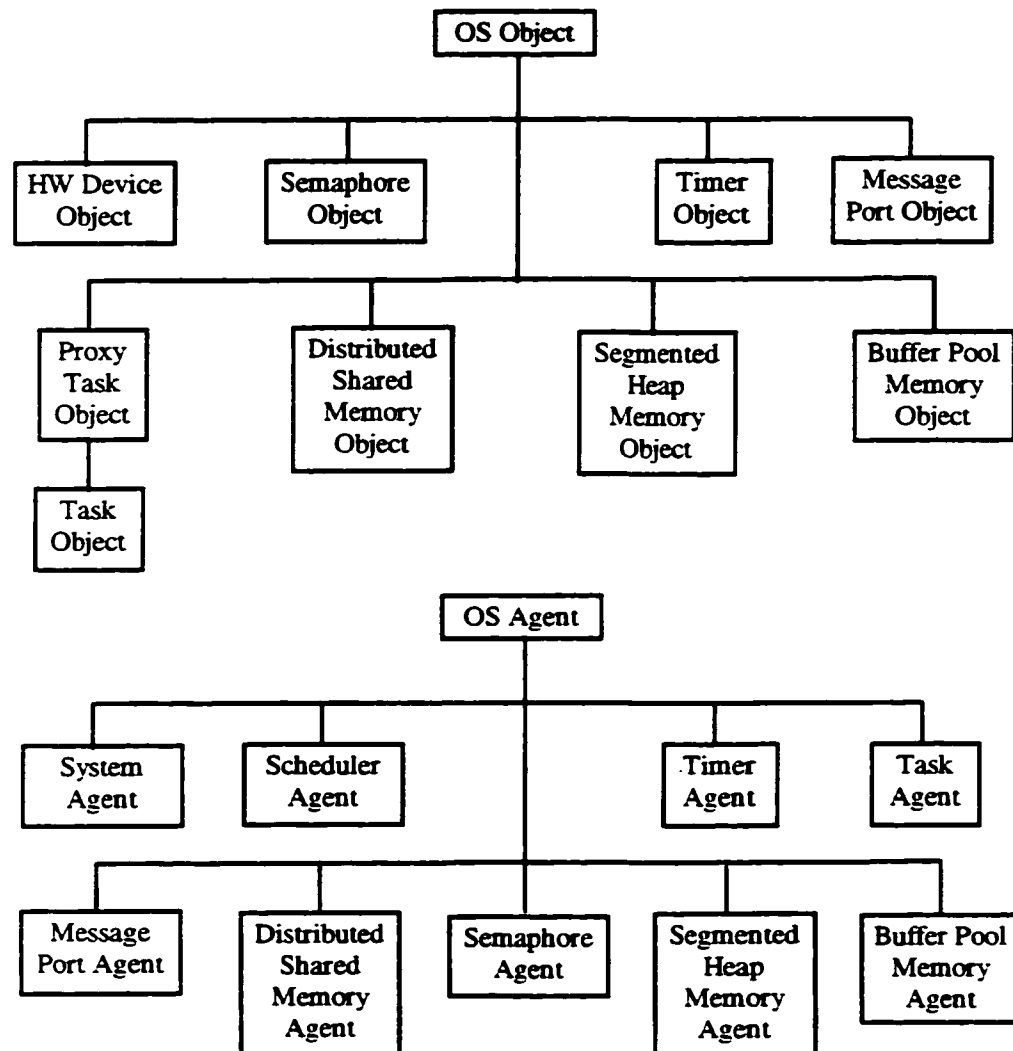 OS Object
HW Device
Object
Semaphore
Object
Timer
Object
Message
Port Object
Proxy
Task
Object
Distributed
Shared
Memory
Object
Segmented
Heap
Memory
Object
Buffer Pool
Memory
Object
Task
Object
OS Agent
System
Agent
Scheduler
Agent
Timer
Agent
Task
Agent
Message
Port Agent
Distributed
Shared
Memory
Agent
Semaphore
Agent
Segmented
Heap
Memory
Agent
Buffer Pool
Memory
Agent